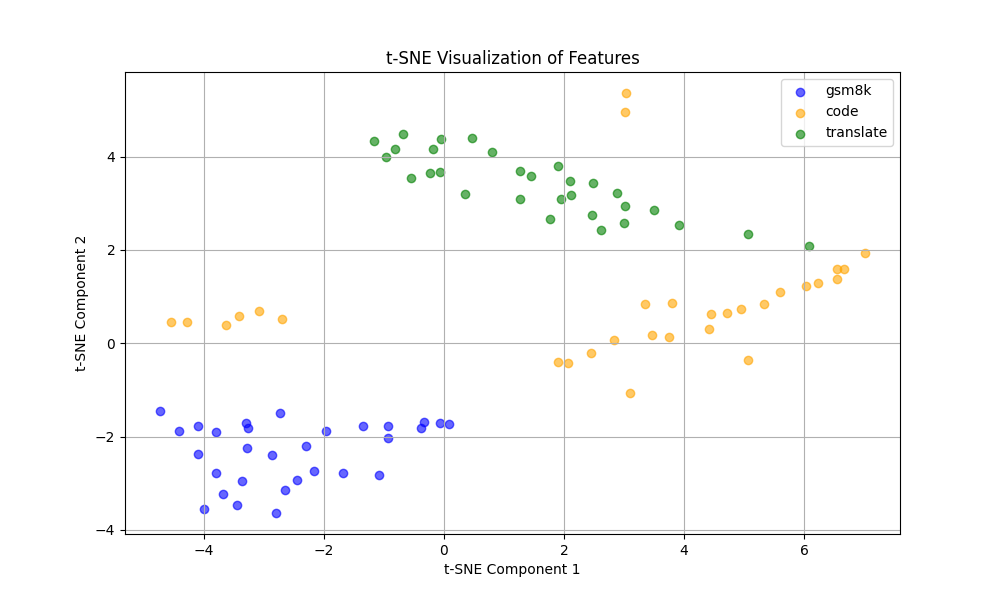 t-SNE Visualization of Features
gsm8k
code
translate
4
2
0
−2
−4
t-SNE Component 2
−4
−2
0
2
4
6
t-SNE Component 1